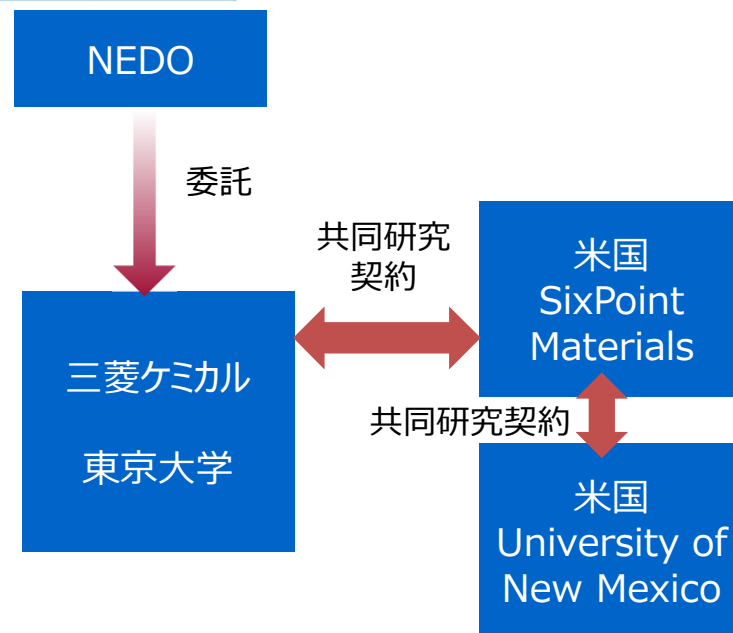 NEDO
委託
共同研究
契約
米国
SixPoint
Materials
三菱ケミカル
東京大学
共同研究契約
米国
University of
New Mexico